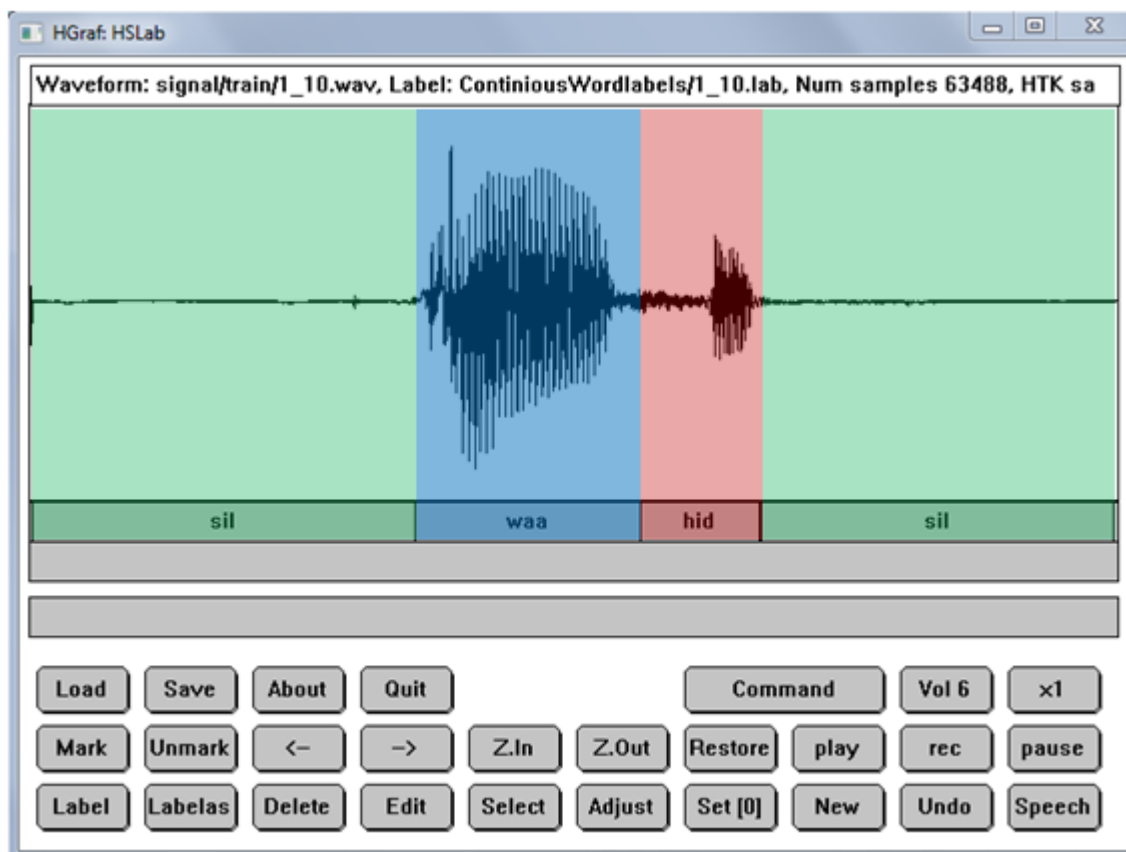 HGraf: HSLab
Waveform: signal/train/1_10.wav, Label: ContiniousWordlabels/1_10.lab, Num samples 63488, HTK sa
sil waa hid sil
Load Save About Quit Command Vol 6 x1
Mark Unmark <- -> Z.In Z.Out Restore play rec pause
Label Labelas Delete Edit Select Adjust Set [0] New Undo Speech